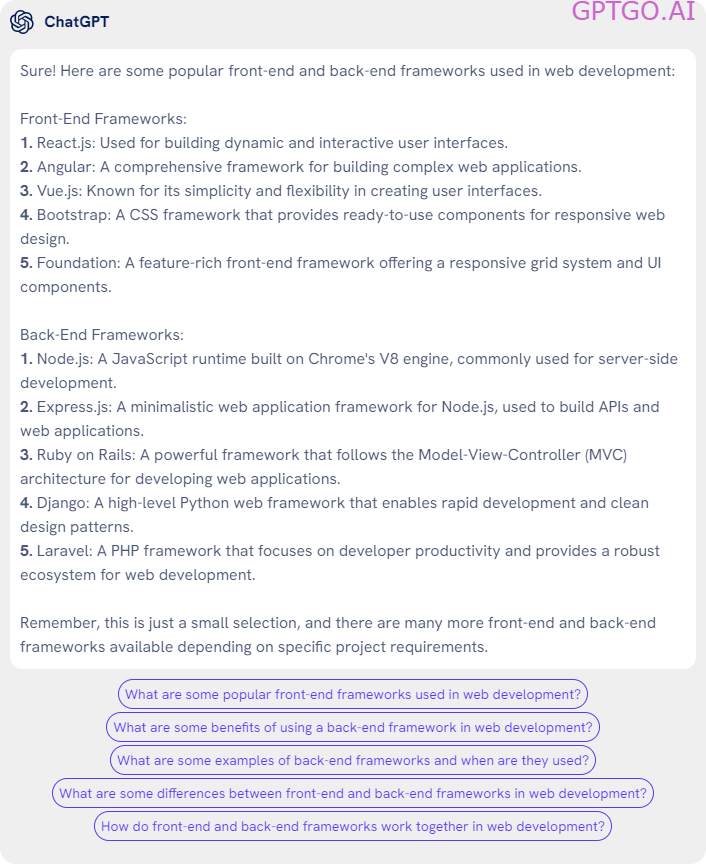 ChatGPT
GPTGO.AI
Sure! Here are some popular front-end and back-end frameworks used in web development:
Front-End Frameworks:
1. React.js: Used for building dynamic and interactive user interfaces.
2. Angular: A comprehensive framework for building complex web applications.
3. Vue.js: Known for its simplicity and flexibility in creating user interfaces.
4. Bootstrap: A CSS framework that provides ready-to-use components for responsive web
design.
5. Foundation: A feature-rich front-end framework offering a responsive grid system and UI
components.
Back-End Frameworks:
1. Node.js: A JavaScript runtime built on Chrome's V8 engine, commonly used for server-side
development.
2. Express.js: A minimalistic web application framework for Node.js, used to build APIs and
web applications.
3. Ruby on Rails: A powerful framework that follows the Model-View-Controller (MVC)
architecture for developing web applications.
4. Django: A high-level Python web framework that enables rapid development and clean
design patterns.
5. Laravel: A PHP framework that focuses on developer productivity and provides a robust
ecosystem for web development.
Remember, this is just a small selection, and there are many more front-end and back-end
frameworks available depending on specific project requirements.
What are some popular front-end frameworks used in web development?
What are some benefits of using a back-end framework in web development?
What are some examples of back-end frameworks and when are they used?
What are some differences between front-end and back-end frameworks in web development?
How do front-end and back-end frameworks work together in web development?